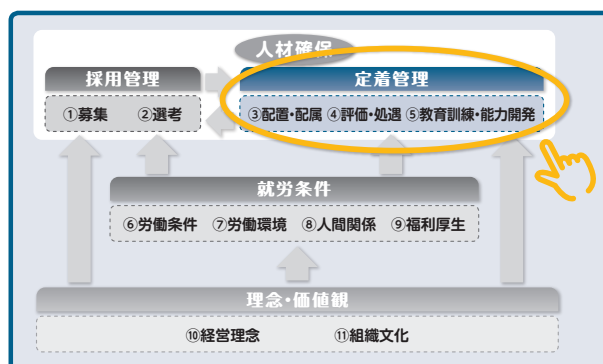 人材確保
採用管理
定着管理
①募集 ②選考
③配置・配属 ④評価・処遇 ⑤教育訓練・能力開発
就労条件
⑥労働条件 ⑦労働環境 ⑧人間関係 ⑨福利厚生
理念・価値観
⑩経営理念 ⑪組織文化